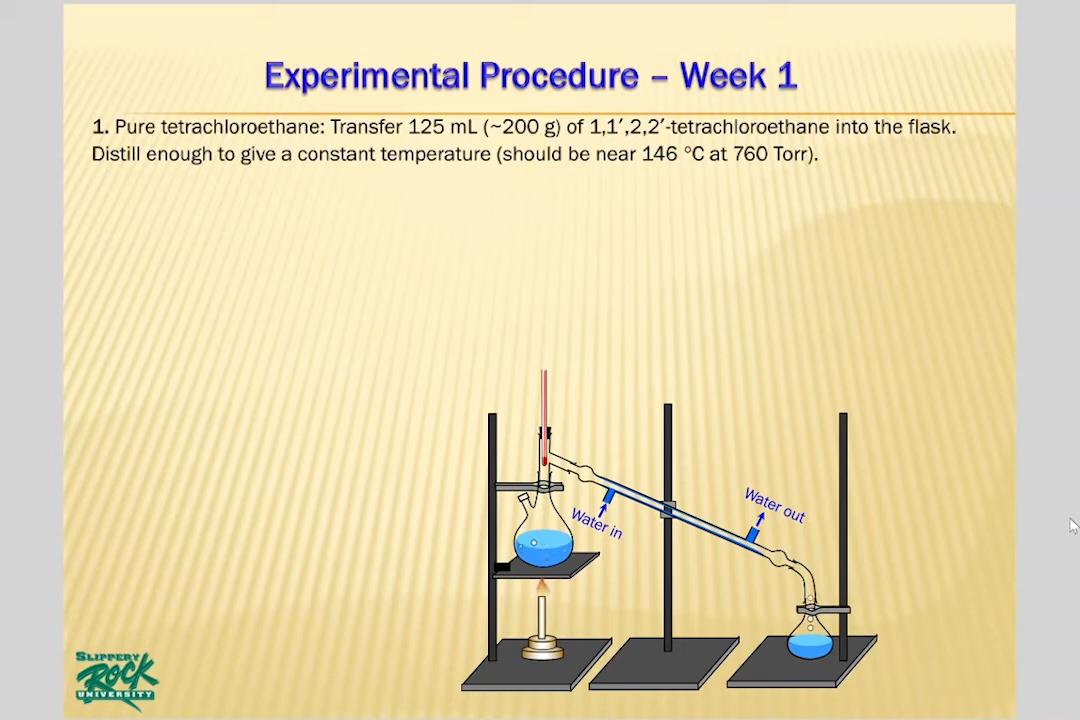 Experimental Procedure – Week 1
1. Pure tetrachloroethane: Transfer 125 mL (~200 g) of 1,1′,2,2′-tetrachloroethane into the flask.
Distill enough to give a constant temperature (should be near 146 °C at 760 Torr).
Water in
Water out
SLIPPERY
ROCK
UNIVERSITY